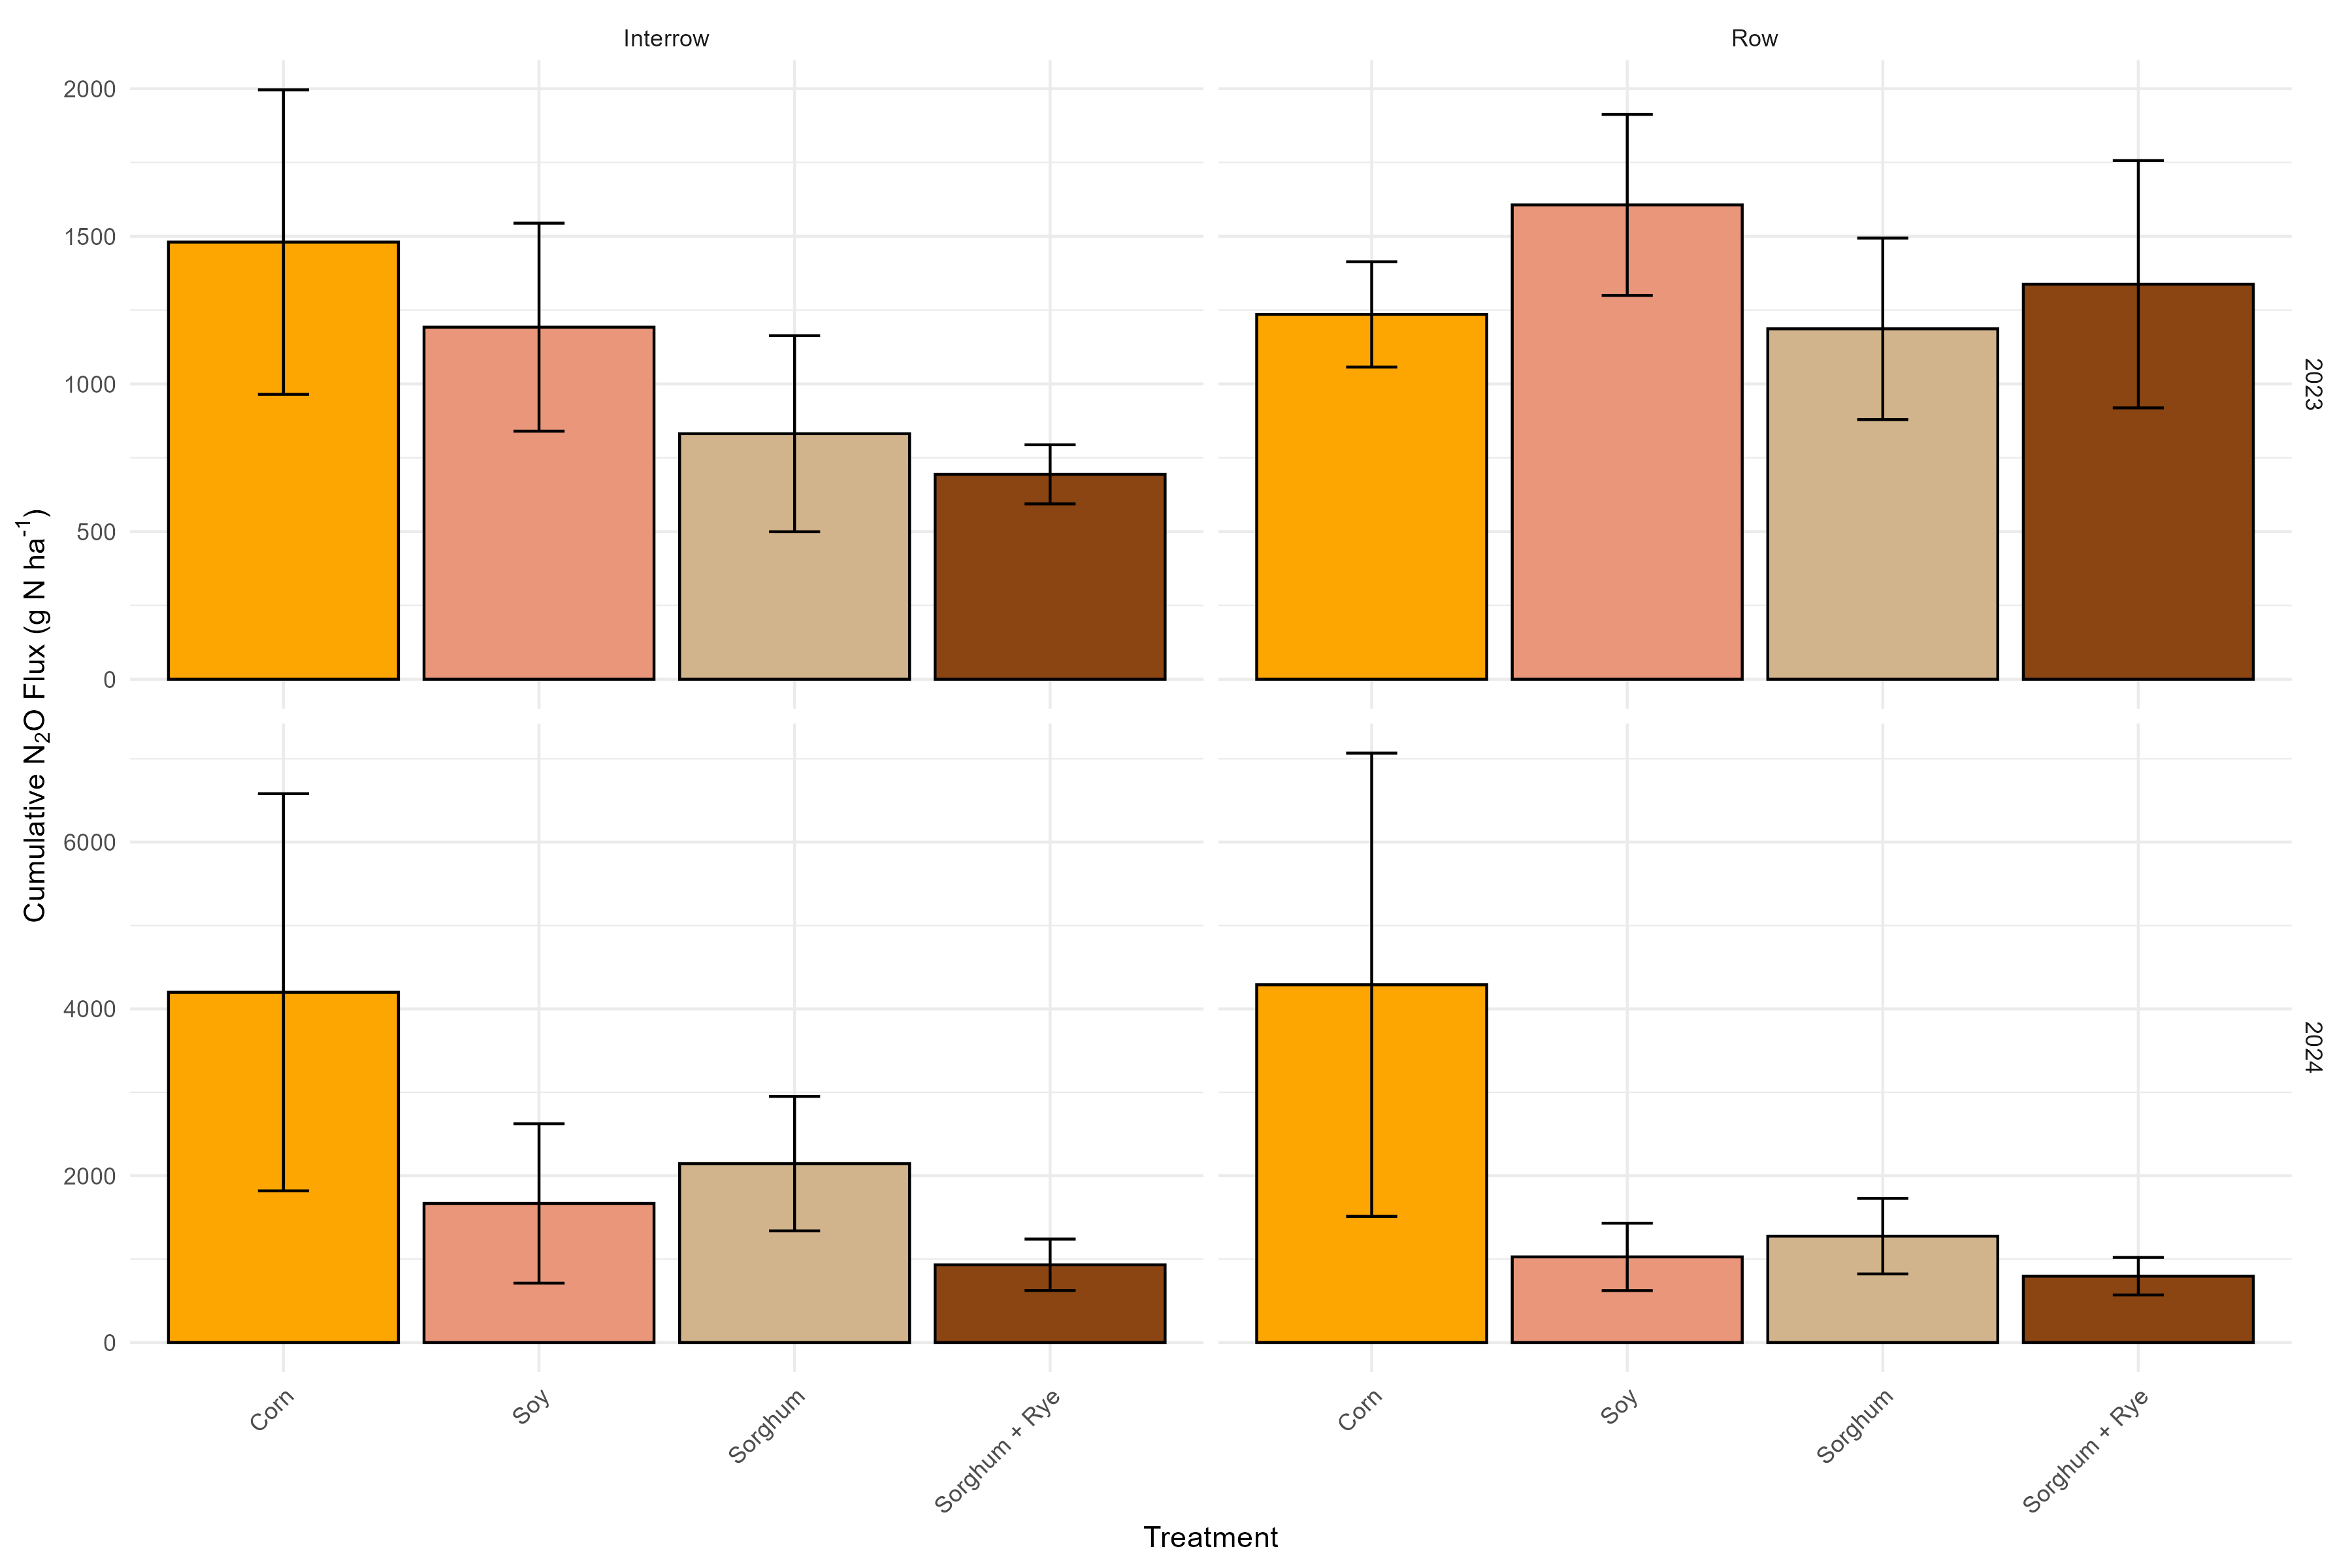 Interrow
Row
2000
1500
1000
500
0
2023
Cumulative N₂O Flux (g N ha⁻¹)
6000
4000
2000
0
2024
Corn
Soy
Sorghum
Sorghum + Rye
Corn
Soy
Sorghum
Sorghum + Rye
Treatment